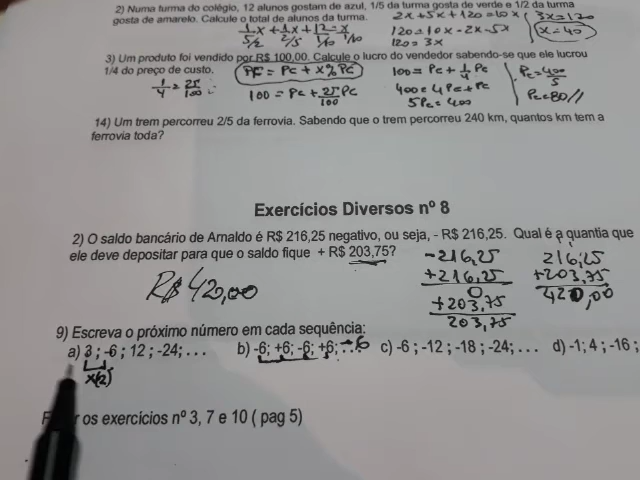 2) Numa turma do colégio, 12 alunos gostam de azul, 1/5 da turma gosta de verde e 1/2 da turma
gosta de amarelo. Calcule o total de alunos da turma.
2x+5x+120=10x
3x=120
1/5 x + 1/2 x + 12 = x
120=10x-2x-5x
x=40
120=3x
3) Um produto foi vendido por R$ 100,00. Calcule o lucro do vendedor sabendo-se que ele lucrou
1/4 do preço de custo.
PF = PC + X% PC
100 = PC + 1/4 PC
PC = 400/5
1/4 = 25/100
100 = PC + 25/100 PC
400 = 4PC + PC
PC = 80//
5PC = 400
14) Um trem percorreu 2/5 da ferrovia. Sabendo que o trem percorreu 240 km, quantos km tem a
ferrovia toda?
Exercícios Diversos nº 8
2) O saldo bancário de Arnaldo é R$ 216,25 negativo, ou seja, - R$ 216,25. Qual é a quantia que
ele deve depositar para que o saldo fique + R$ 203,75?
R$ 420,00
-216,25
+216,25
0
+203,75
203,75
216,25
+203,75
420,00
9) Escreva o próximo número em cada sequência:
a) 3 ; -6 ; 12 ; -24; . . . b) -6; +6; -6; +6; . . . -6 c) -6 ; -12 ; -18 ; -24; . . . d) -1; 4 ; -16 ;
os exercícios nº 3, 7 e 10 ( pag 5)